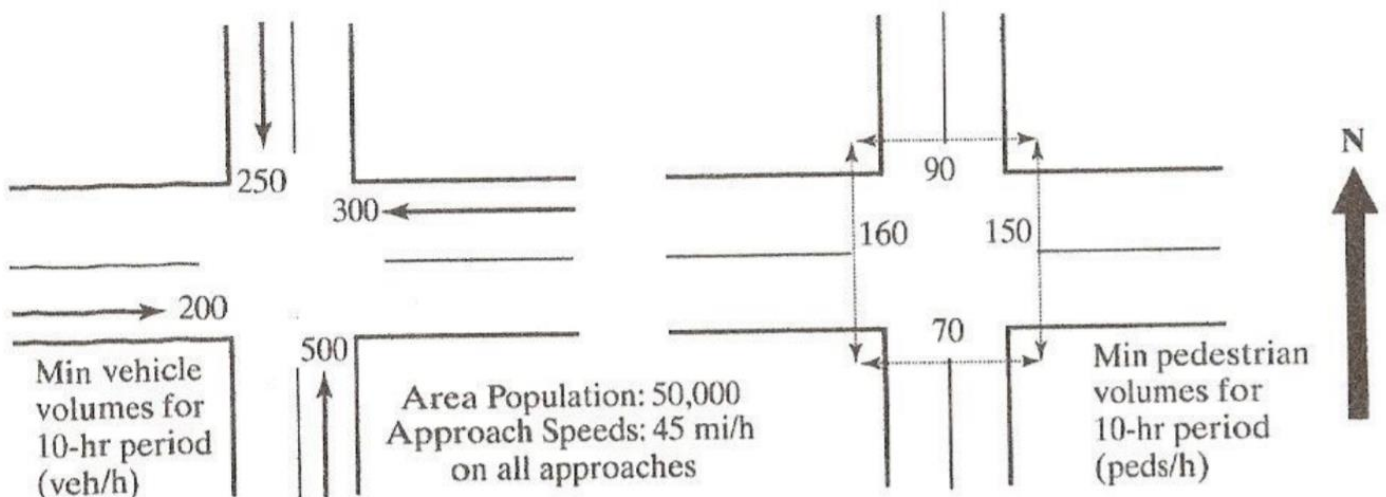 250
300
200
500
Min vehicle
volumes for
10-hr period
(veh/h)
Area Population: 50,000
Approach Speeds: 45 mi/h
on all approaches
90
160
150
70
Min pedestrian
volumes for
10-hr period
(peds/h)
N